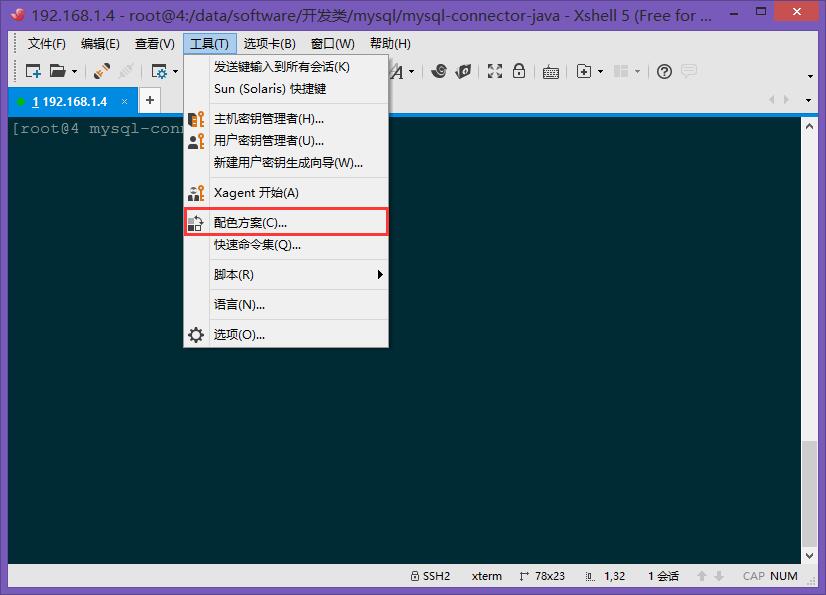 192.168.1.4 - root@4:/data/software/开发类/mysql/mysql-connector-java - Xshell 5 (Free for ...
文件(F) 编辑(E) 查看(V) 工具(T) 选项卡(B) 窗口(W) 帮助(H)
发送键输入到所有会话(K)
Sun (Solaris) 快捷键
1 192.168.1.4 × +
主机密钥管理者(H)...
[root@4 mysql-conn
用户密钥管理者(U)...
新建用户密钥生成向导(W)...
Xagent 开始(A)
配色方案(C)...
快速命令集(Q)...
脚本(R)
语言(N)...
选项(O)...
SSH2 xterm 78x23 1,32 1 会话 CAP NUM